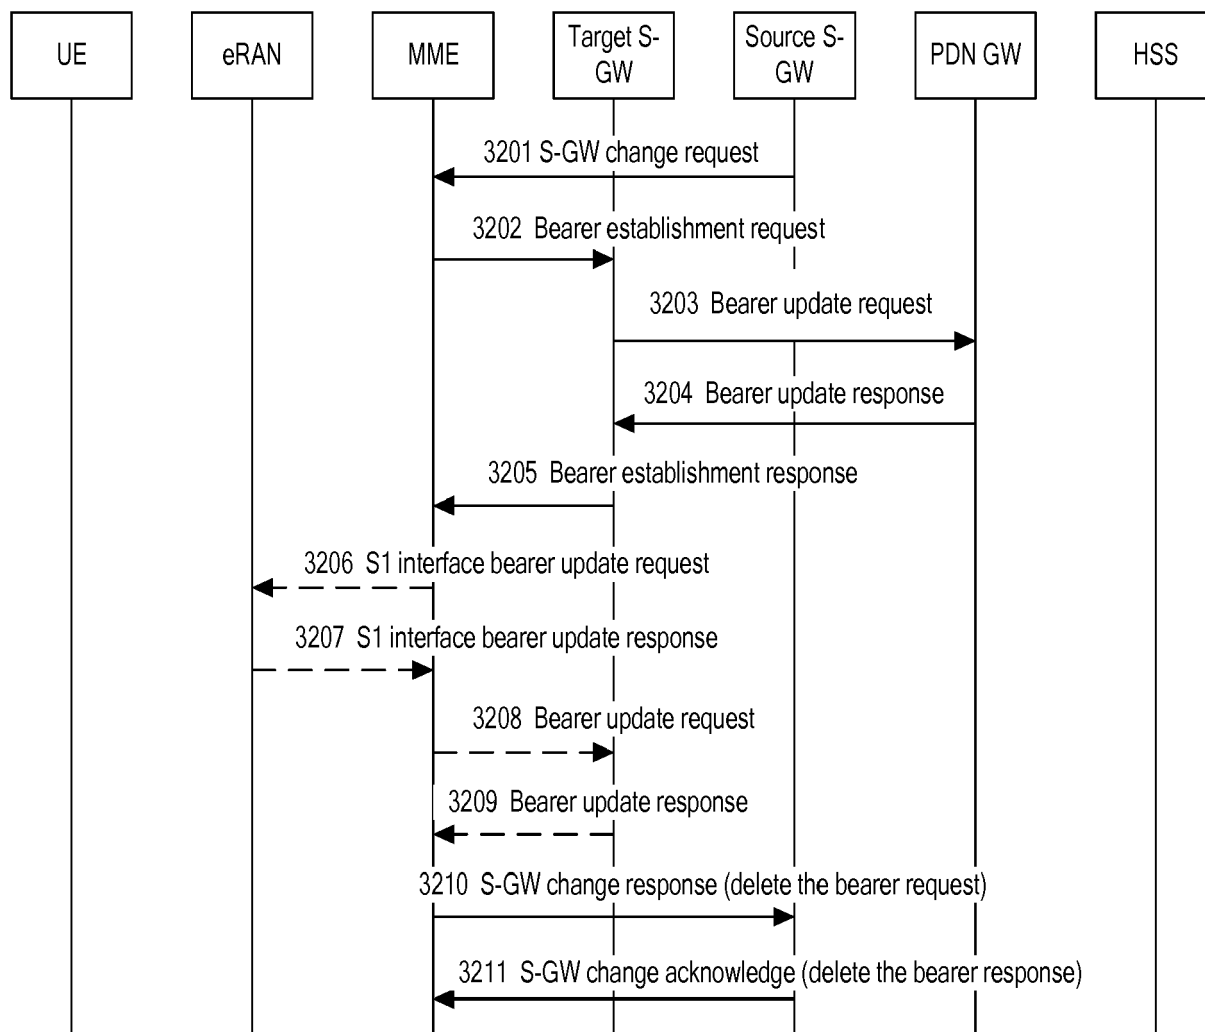 UE
eRAN
MME
Target S-
GW
Source S-
GW
PDN GW
HSS
3201 S-GW change request
3202 Bearer establishment request
3203 Bearer update request
3204 Bearer update response
3205 Bearer establishment response
3206 S1 interface bearer update request
3207 S1 interface bearer update response
3208 Bearer update request
3209 Bearer update response
3210 S-GW change response (delete the bearer request)
3211 S-GW change acknowledge (delete the bearer response)